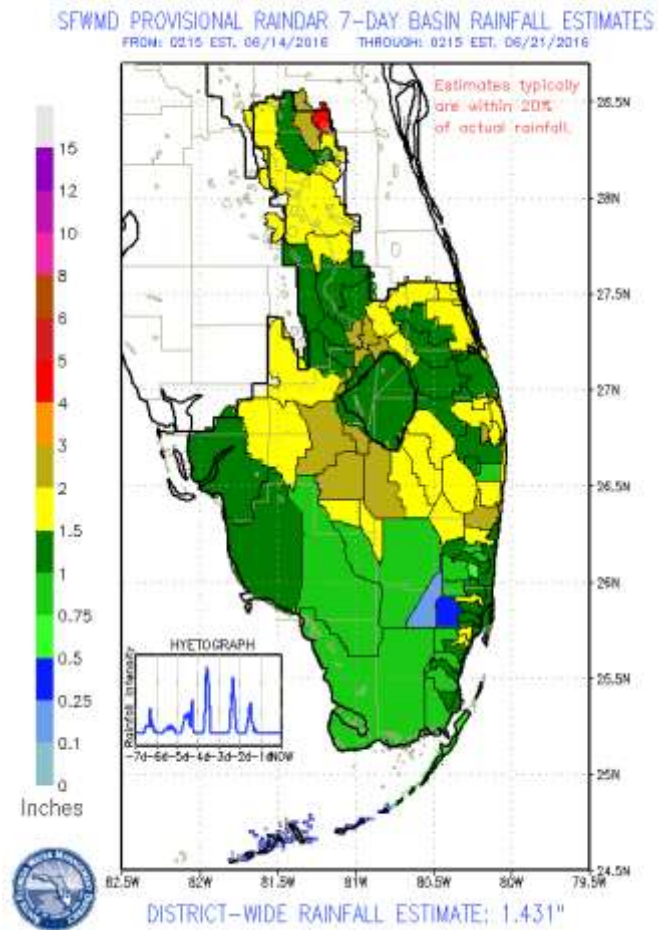 SFWMD PROVISIONAL RAINDAR 7-DAY BASIN RAINFALL ESTIMATES
FROM: 0215 EST, 06/14/2016 THROUGH: 0215 EST, 06/21/2016
Estimates typically
are within 20%
of actual rainfall.
15
12
10
8
6
5
4
3
2
1.5
1
0.75
0.5
0.25
0.1
0
Inches
28.5N
28N
27.5N
27N
26.5N
26N
25.5N
25N
24.5N
HYETOGRAPH
Rainfall Intensity
-7d-6d-5d-4d-3d-2d-1dNOW
82.5W 82W 81.5W 81W 80.5W 80W 79.5W
DISTRICT-WIDE RAINFALL ESTIMATE: 1.431"